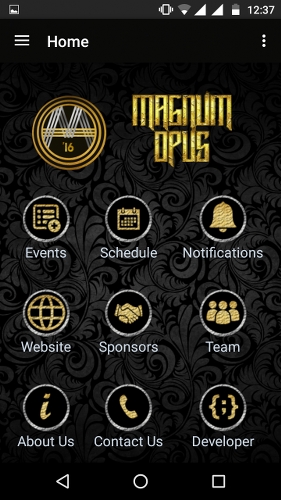 12:37
Home
M
'16
MAGNUM
OPUS
Events
Schedule
Notifications
Website
Sponsors
Team
i
{;}
About Us
Contact Us
Developer